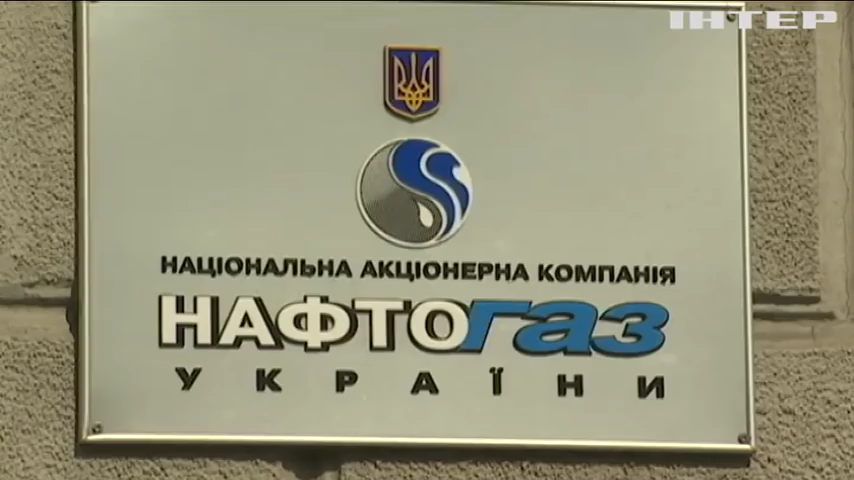 ІНТЕР
НАЦІОНАЛЬНА АКЦІОНЕРНА КОМПАНІЯ
НАФТОГАЗ
УКРАЇНИ